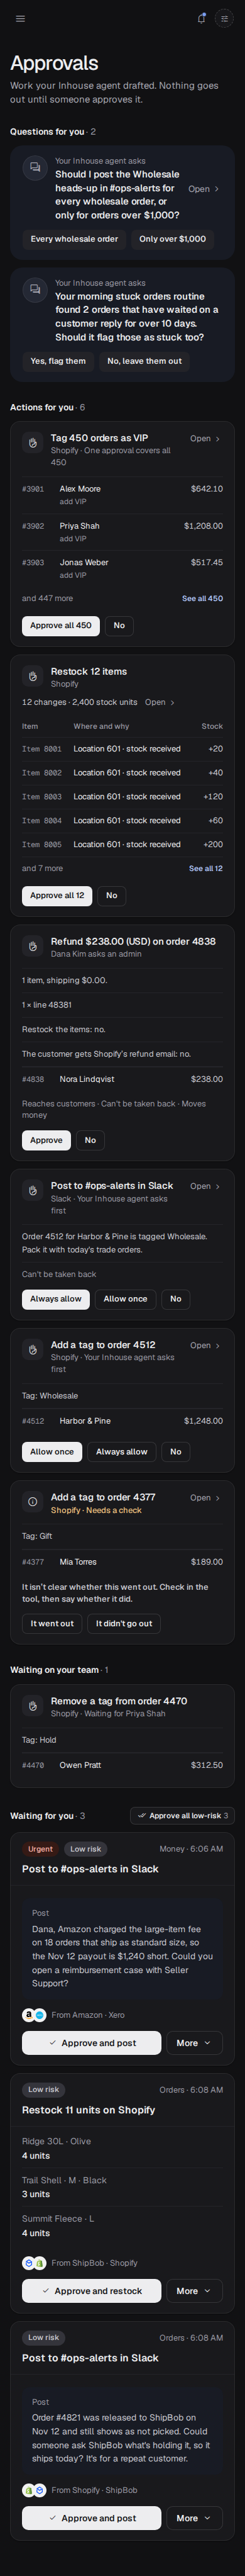 Approvals
Work your Inhouse agent drafted. Nothing goes
out until someone approves it.
Questions for you · 2
Your Inhouse agent asks
Should I post the Wholesale
heads-up in #ops-alerts for
every wholesale order, or
only for orders over $1,000?
Open
Every wholesale order
Only over $1,000
Your Inhouse agent asks
Your morning stuck orders routine
found 2 orders that have waited on a
customer reply for over 10 days.
Should it flag those as stuck too?
Yes, flag them
No, leave them out
Actions for you · 6
Tag 450 orders as VIP
Open
Shopify · One approval covers all
450
#3901 Alex Moore $642.10
add VIP
#3902 Priya Shah $1,208.00
add VIP
#3903 Jonas Weber $517.45
add VIP
and 447 more See all 450
Approve all 450 No
Restock 12 items
Shopify
12 changes · 2,400 stock units Open
Item Where and why Stock
Item 8001 Location 601 · stock received +20
Item 8002 Location 601 · stock received +40
Item 8003 Location 601 · stock received +120
Item 8004 Location 601 · stock received +60
Item 8005 Location 601 · stock received +200
and 7 more See all 12
Approve all 12 No
Refund $238.00 (USD) on order 4838
Dana Kim asks an admin
1 item, shipping $0.00.
1 × line 48381
Restock the items: no.
The customer gets Shopify's refund email: no.
#4838 Nora Lindqvist $238.00
Reaches customers · Can't be taken back · Moves
money
Approve No
Post to #ops-alerts in Slack Open
Slack · Your Inhouse agent asks
first
Order 4512 for Harbor & Pine is tagged Wholesale.
Pack it with today's trade orders.
Can't be taken back
Always allow Allow once No
Add a tag to order 4512 Open
Shopify · Your Inhouse agent asks
first
Tag: Wholesale
#4512 Harbor & Pine $1,248.00
Allow once Always allow No
Add a tag to order 4377 Open
Shopify · Needs a check
Tag: Gift
#4377 Mia Torres $189.00
It isn't clear whether this went out. Check in the
tool, then say whether it did.
It went out It didn't go out
Waiting on your team · 1
Remove a tag from order 4470
Shopify · Waiting for Priya Shah
Tag: Hold
#4470 Owen Pratt $312.50
Waiting for you · 3 Approve all low-risk 3
Urgent Low risk Money · 6:06 AM
Post to #ops-alerts in Slack
Post
Dana, Amazon charged the large-item fee
on 18 orders that ship as standard size, so
the Nov 12 payout is $1,240 short. Could you
open a reimbursement case with Seller
Support?
From Amazon · Xero
Approve and post More
Low risk Orders · 6:08 AM
Restock 11 units on Shopify
Ridge 30L · Olive
4 units
Trail Shell · M · Black
3 units
Summit Fleece · L
4 units
From ShipBob · Shopify
Approve and restock More
Low risk Orders · 6:08 AM
Post to #ops-alerts in Slack
Post
Order #4821 was released to ShipBob on
Nov 12 and still shows as not picked. Could
someone ask ShipBob what's holding it, so it
ships today? It's for a repeat customer.
From Shopify · ShipBob
Approve and post More